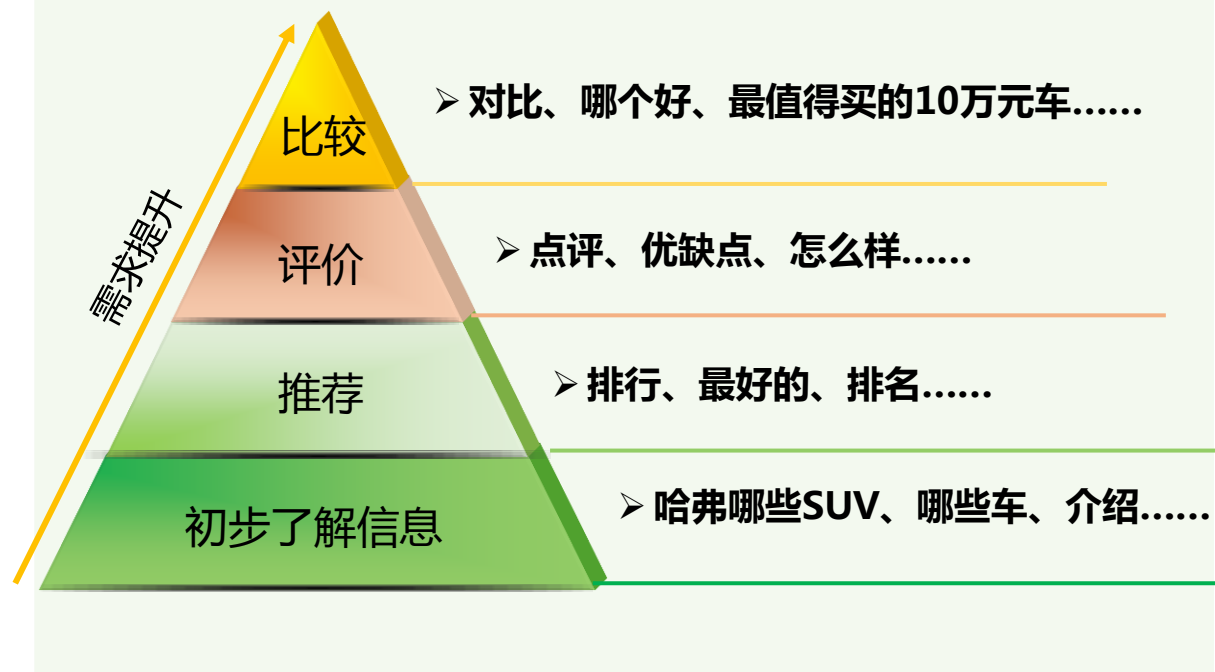 比较
➢ 对比、哪个好、最值得买的10万元车……
需求提升
评价
➢ 点评、优缺点、怎么样……
推荐
➢ 排行、最好的、排名……
初步了解信息
➢ 哈弗哪些SUV、哪些车、介绍……